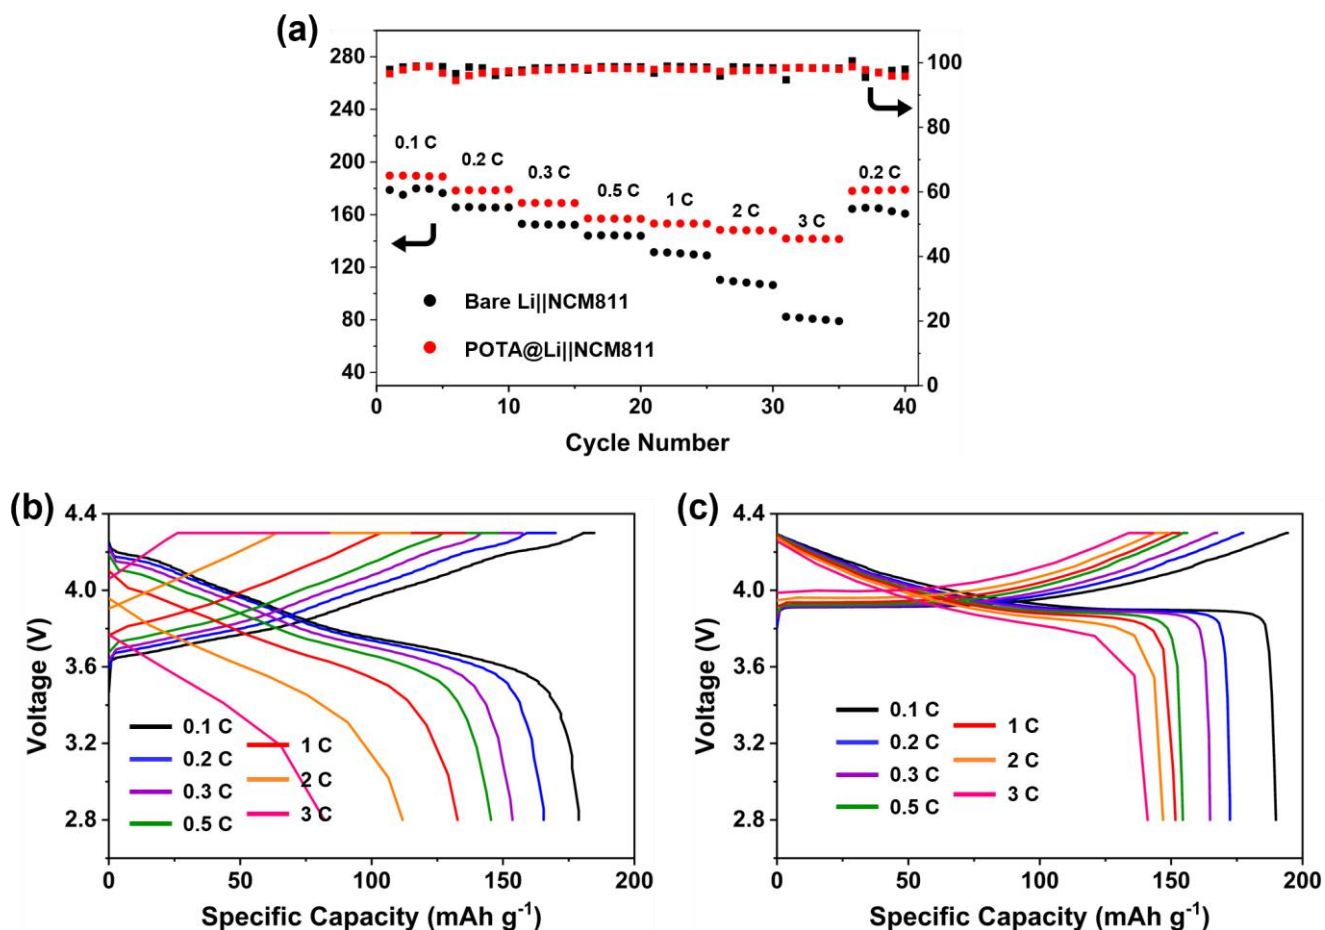 (a)
280
240
200
160
120
80
40
100
80
60
40
20
0
0.1 C
0.2 C
0.3 C
0.5 C
1 C
2 C
3 C
0.2 C
Bare Li||NCM811
POTA@Li||NCM811
0 10 20 30 40
Cycle Number
(b)
Voltage (V)
4.4
4.0
3.6
3.2
2.8
0.1 C
0.2 C
0.3 C
0.5 C
1 C
2 C
3 C
0 50 100 150 200
Specific Capacity (mAh g⁻¹)
(c)
Voltage (V)
4.4
4.0
3.6
3.2
2.8
0.1 C
0.2 C
0.3 C
0.5 C
1 C
2 C
3 C
0 50 100 150 200
Specific Capacity (mAh g⁻¹)